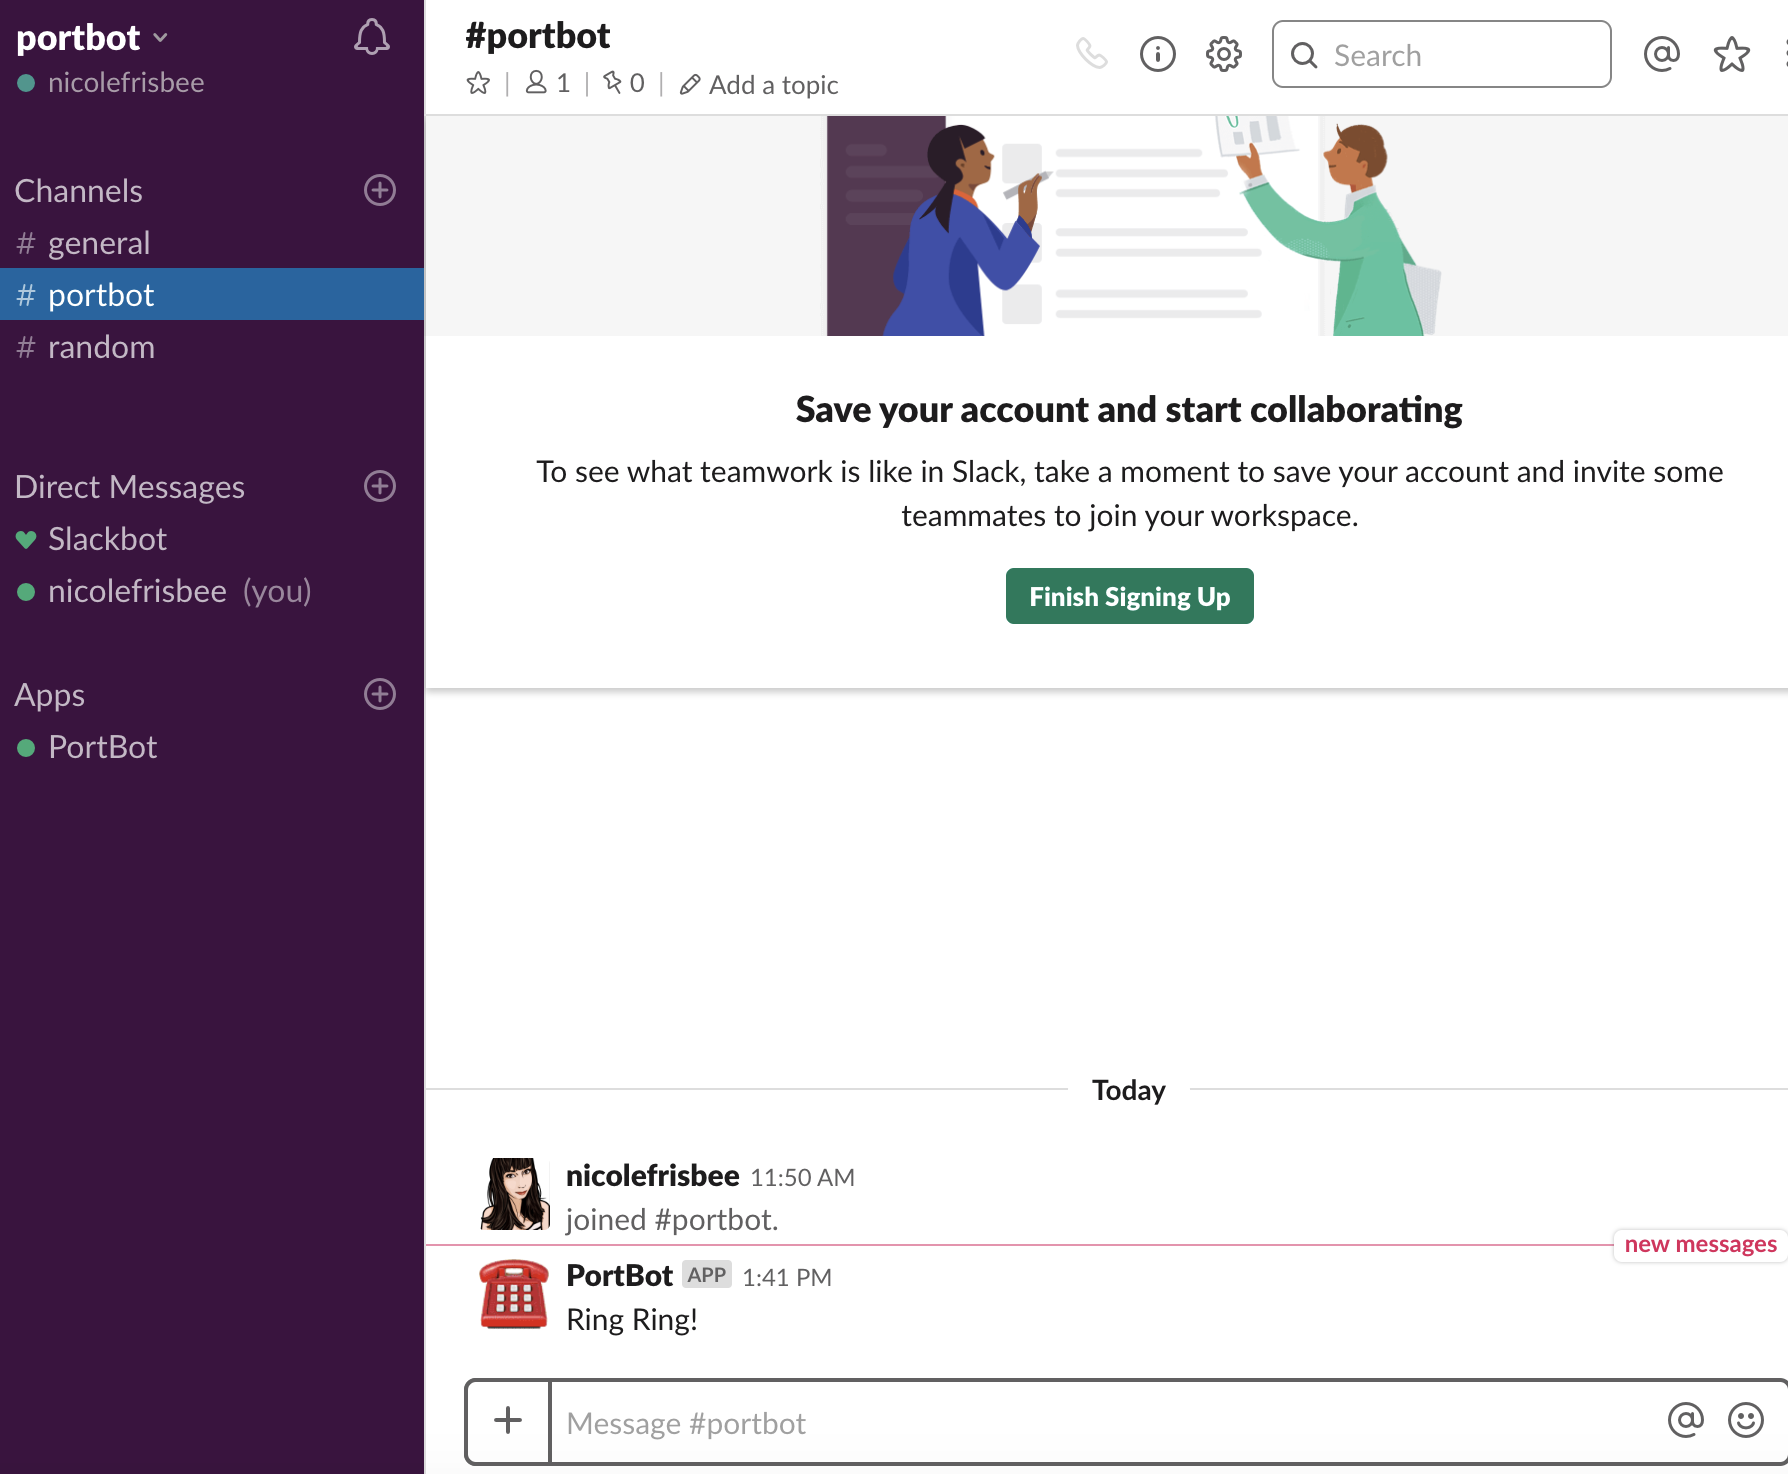 portbot
nicolefrisbee
Channels
# general
# portbot
# random
Direct Messages
Slackbot
nicolefrisbee (you)
Apps
PortBot
#portbot
1 | 0 | Add a topic
Search
Save your account and start collaborating
To see what teamwork is like in Slack, take a moment to save your account and invite some
teammates to join your workspace.
Finish Signing Up
Today
nicolefrisbee 11:50 AM
joined #portbot.
new messages
PortBot APP 1:41 PM
Ring Ring!
Message #portbot